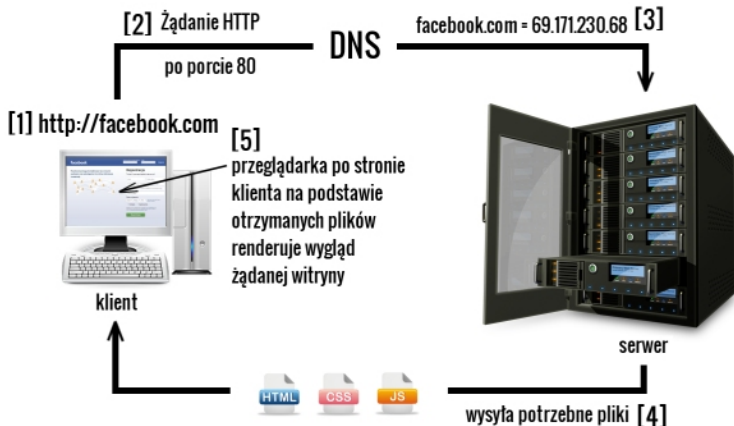 [2] Żądanie HTTP
po porcie 80
DNS
facebook.com = 69.171.230.68 [3]
[1] http://facebook.com
[5]
przeglądarka po stronie
klienta na podstawie
otrzymanych plików
renderuje wygląd
żądanej witryny
klient
serwer
HTML
CSS
JS
wysyła potrzebne pliki [4]